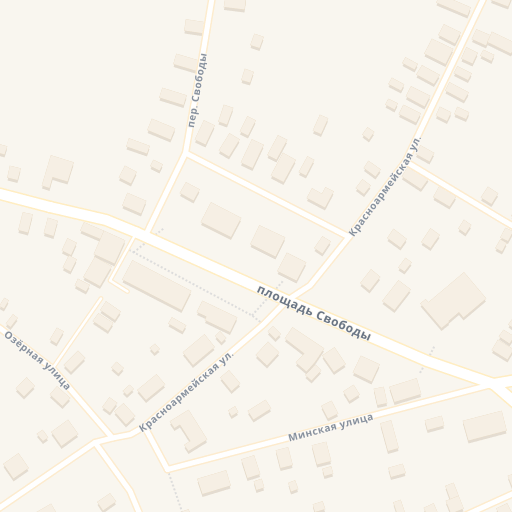 пер. Свободы
Красноармейская ул.
площадь Свободы
Озёрная улица
Красноармейская ул.
Минская улица